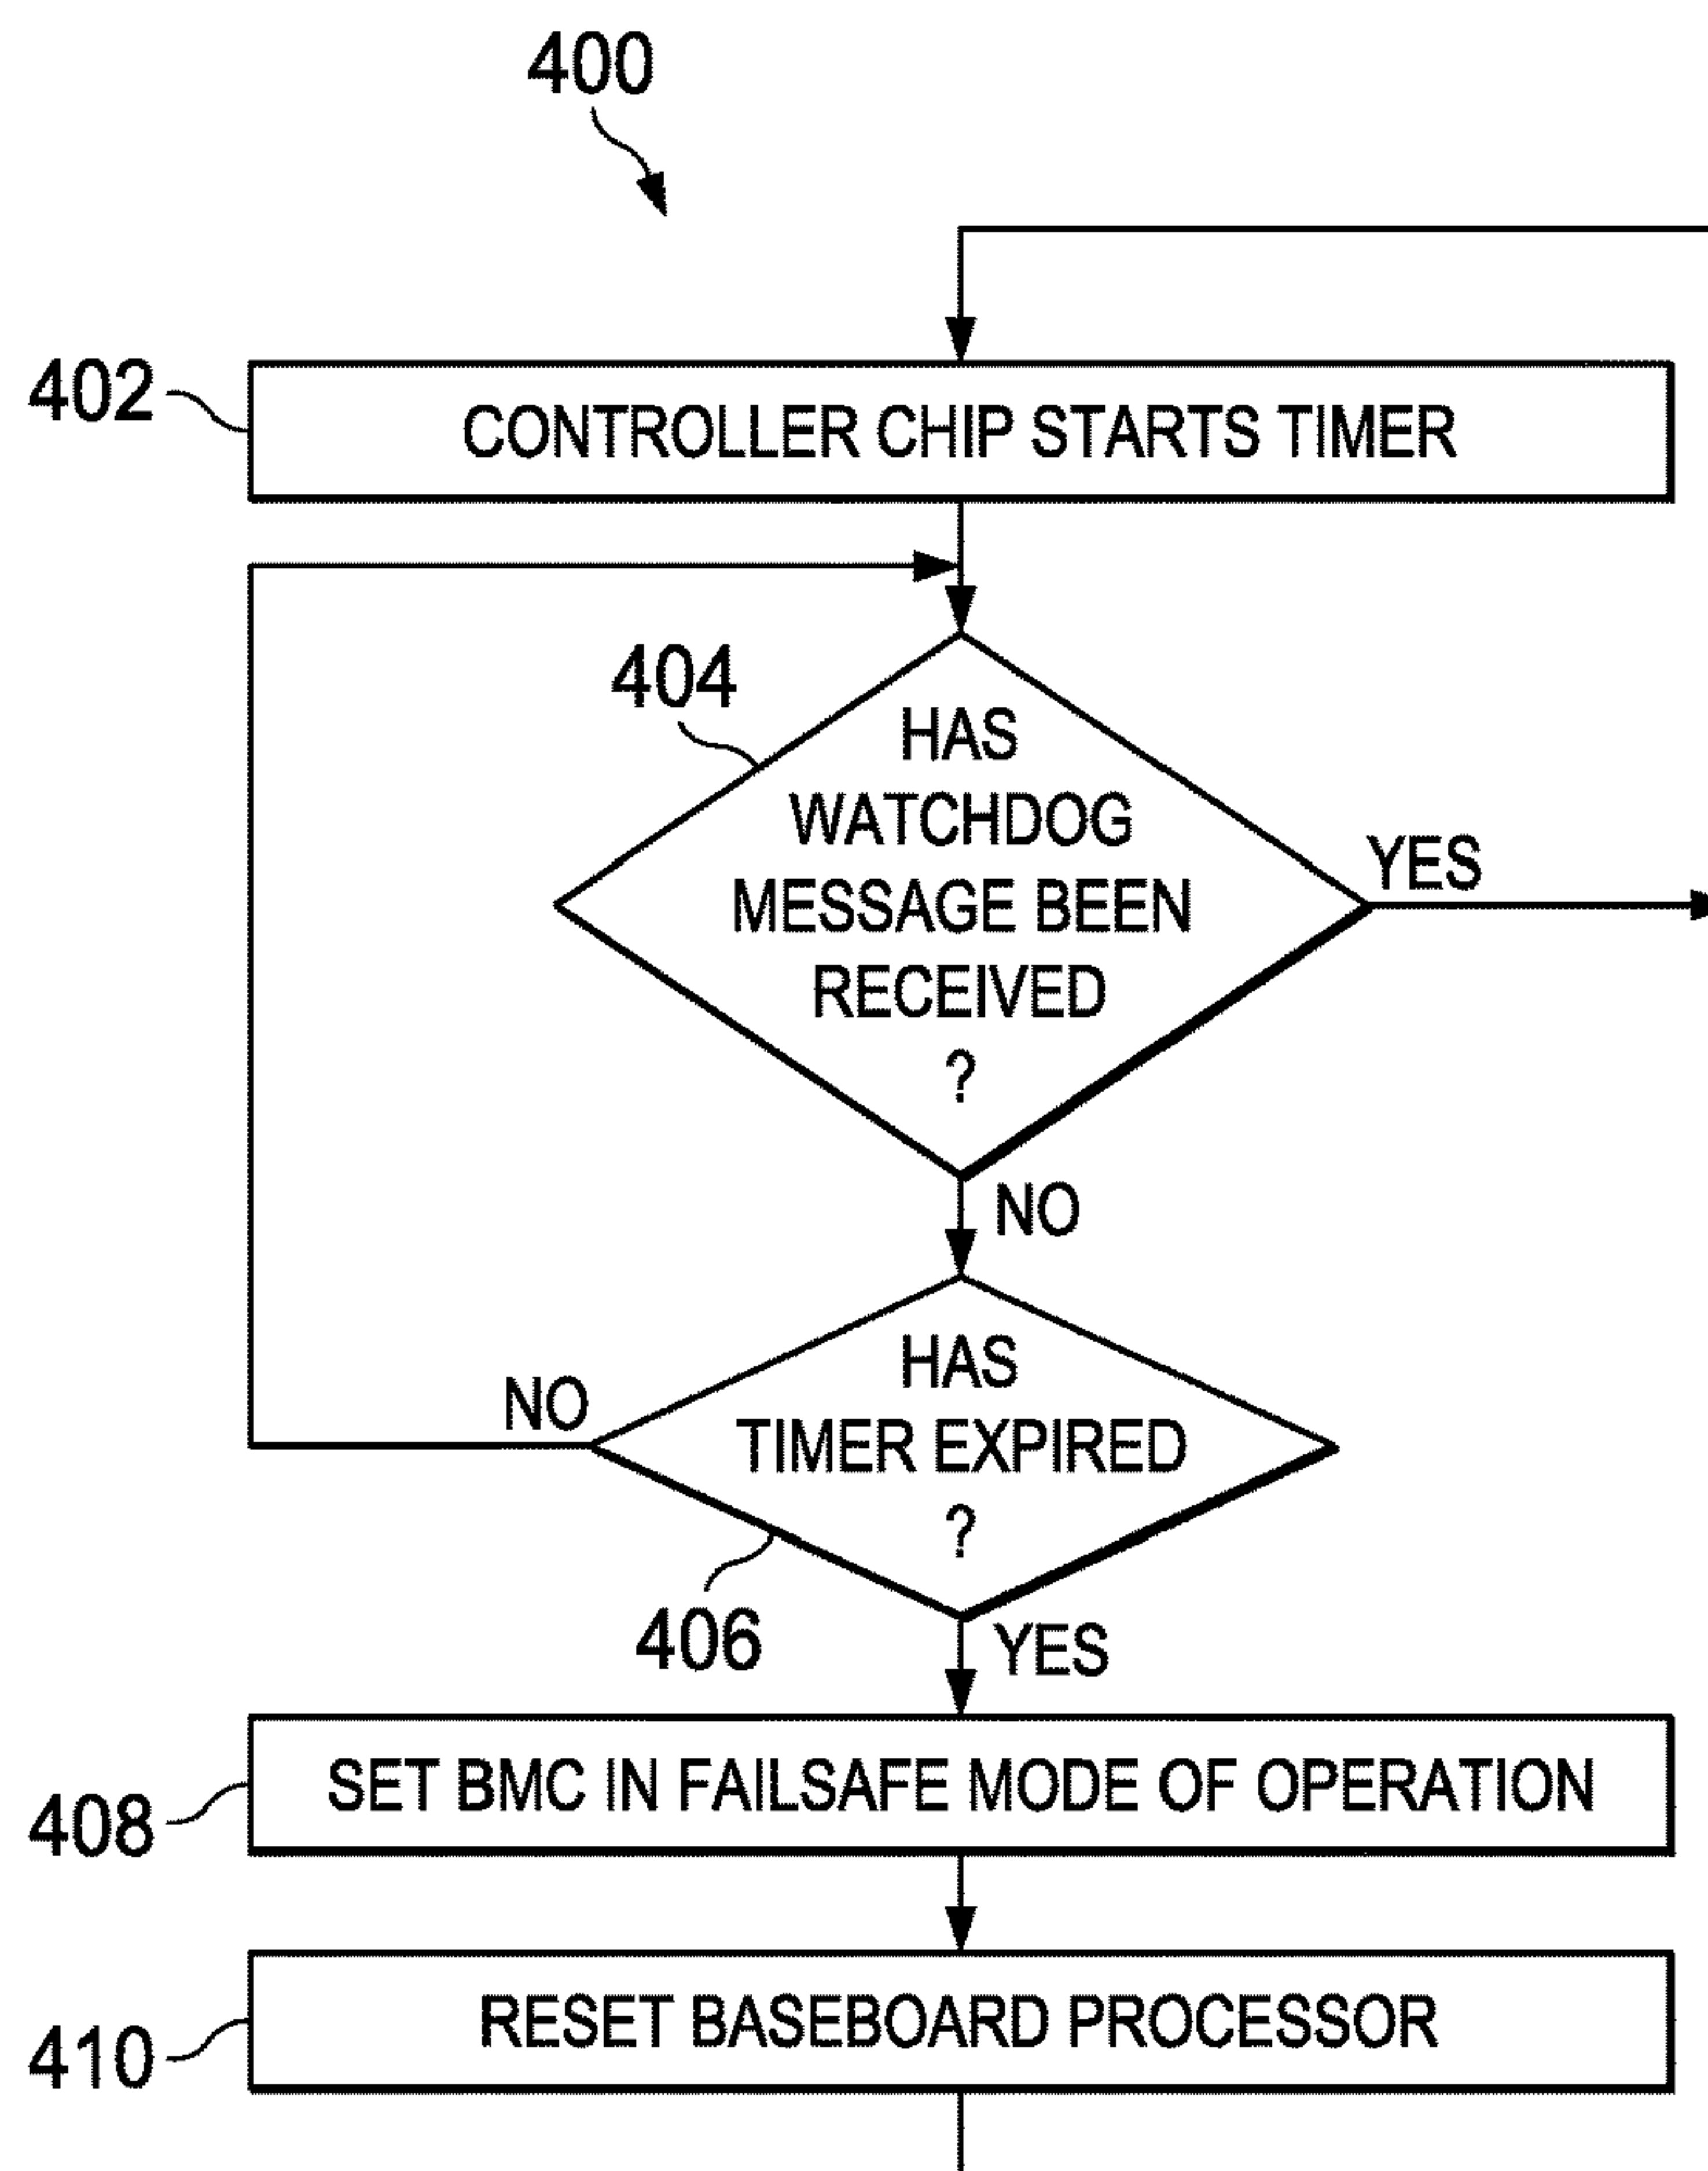 400
402
CONTROLLER CHIP STARTS TIMER
404
HAS
WATCHDOG
MESSAGE BEEN
RECEIVED
?
YES
NO
HAS
TIMER EXPIRED
?
NO
406
YES
408
SET BMC IN FAILSAFE MODE OF OPERATION
410
RESET BASEBOARD PROCESSOR